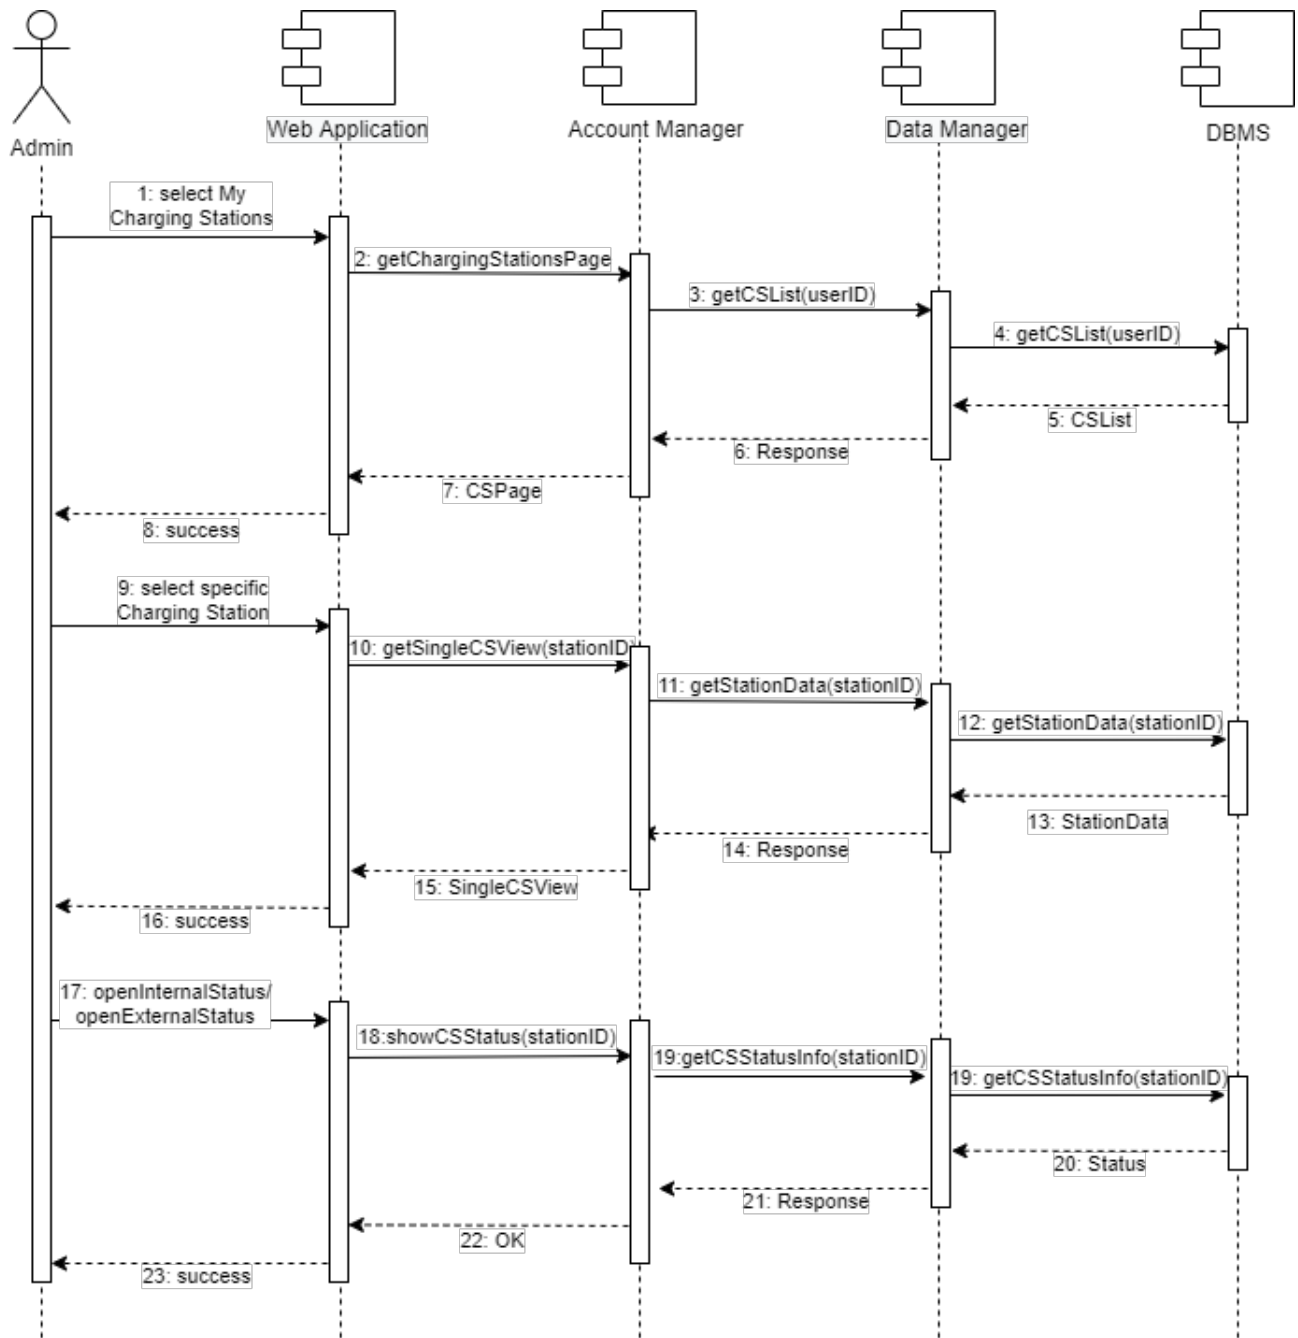 Admin
Web Application
Account Manager
Data Manager
DBMS
1: select My
Charging Stations
2: getChargingStationsPage
3: getCSList(userID)
4: getCSList(userID)
5: CSList
6: Response
7: CSPage
8: success
9: select specific
Charging Station
10: getSingleCSView(stationID)
11: getStationData(stationID)
12: getStationData(stationID)
13: StationData
14: Response
15: SingleCSView
16: success
17: openInternalStatus/
openExternalStatus
18:showCSStatus(stationID)
19:getCSStatusInfo(stationID)
19: getCSStatusInfo(stationID)
20: Status
21: Response
22: OK
23: success